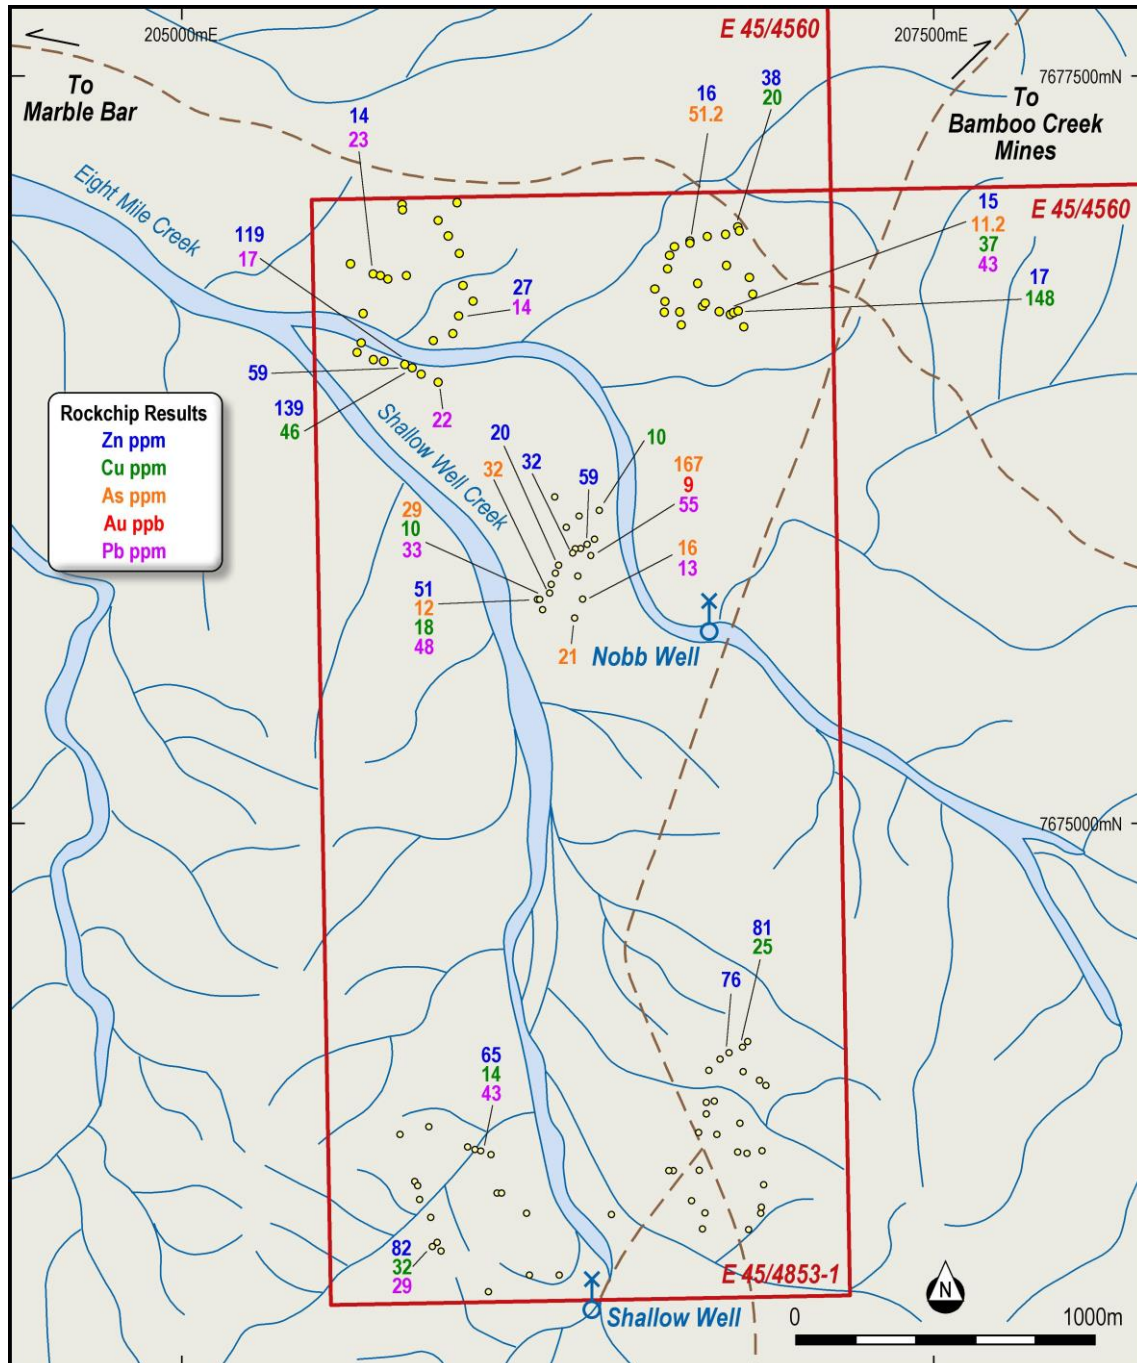 205000mE
E 45/4560
207500mE
7677500mN
To
Marble Bar
To
Bamboo Creek
Mines
14
23
16
51.2
38
20
Eight Mile Creek
E 45/4560
15
11.2
37
43
17
148
119
17
27
14
59
139
46
22
Rockchip Results
Zn ppm
Cu ppm
As ppm
Au ppb
Pb ppm
Shallow Well Creek
20
32
32
59
10
167
9
55
29
10
33
16
13
51
12
18
48
21
Nobb Well
7675000mN
81
25
76
65
14
43
82
32
29
E 45/4853-1
N
Shallow Well
0
1000m